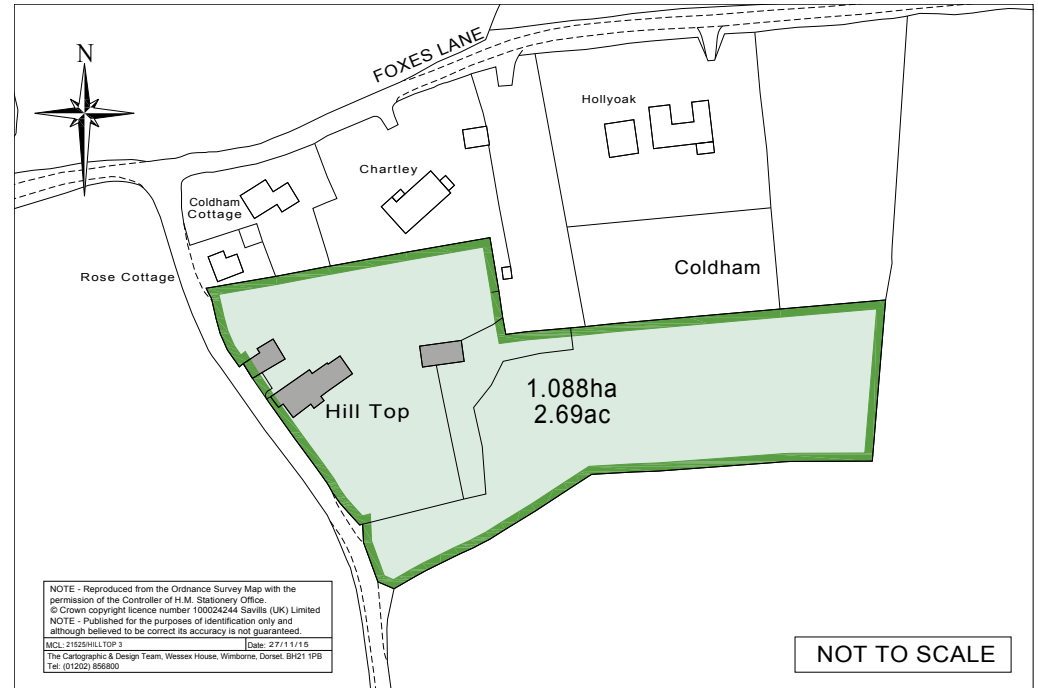 N
FOXES LANE
Hollyoak
Chartley
Coldham
Cottage
Rose Cottage
Coldham
1.088ha
2.69ac
Hill Top
NOTE - Reproduced from the Ordnance Survey Map with the
permission of the Controller of H.M. Stationery Office.
© Crown copyright licence number 100024244 Savills (UK) Limited
NOTE - Published for the purposes of identification only and
although believed to be correct its accuracy is not guaranteed.
MCL: 21525/HILLTOP 3 Date: 27/11/15
The Cartographic & Design Team, Wessex House, Wimborne, Dorset. BH21 1PB
Tel: (01202) 856800
NOT TO SCALE